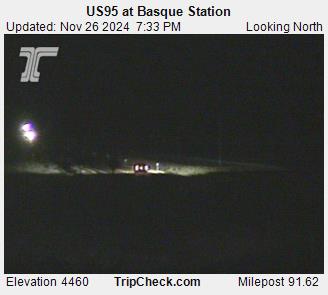 US95 at Basque Station
Updated: Nov 26 2024 7:33 PM Looking North
Elevation 4460 TripCheck.com Milepost 91.62